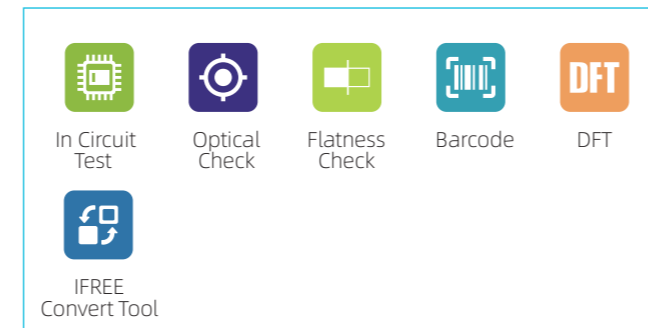 DFT
In Circuit
Test
Optical
Check
Flatness
Check
Barcode
DFT
IFREE
Convert Tool